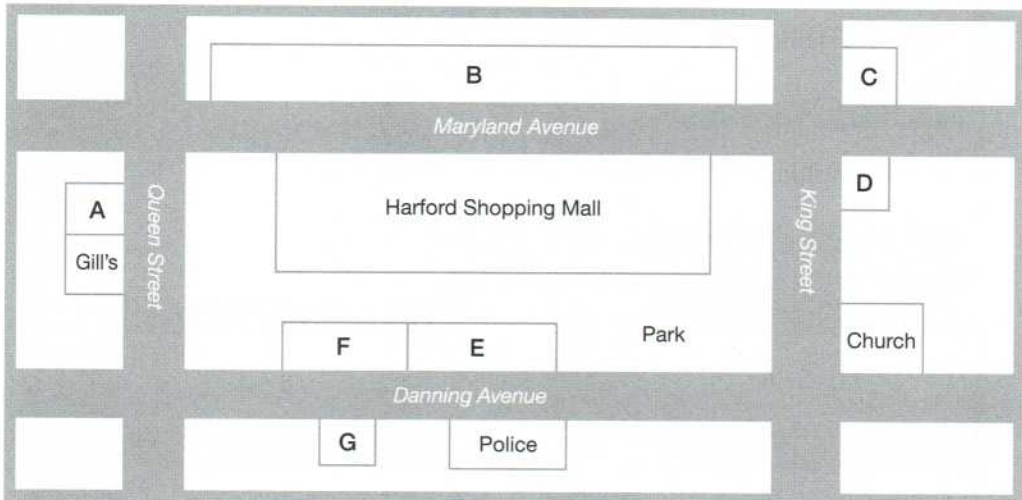 B
C
Maryland Avenue
A
Gill's
Queen Street
Harford Shopping Mall
King Street
D
F
E
Park
Church
Danning Avenue
G
Police